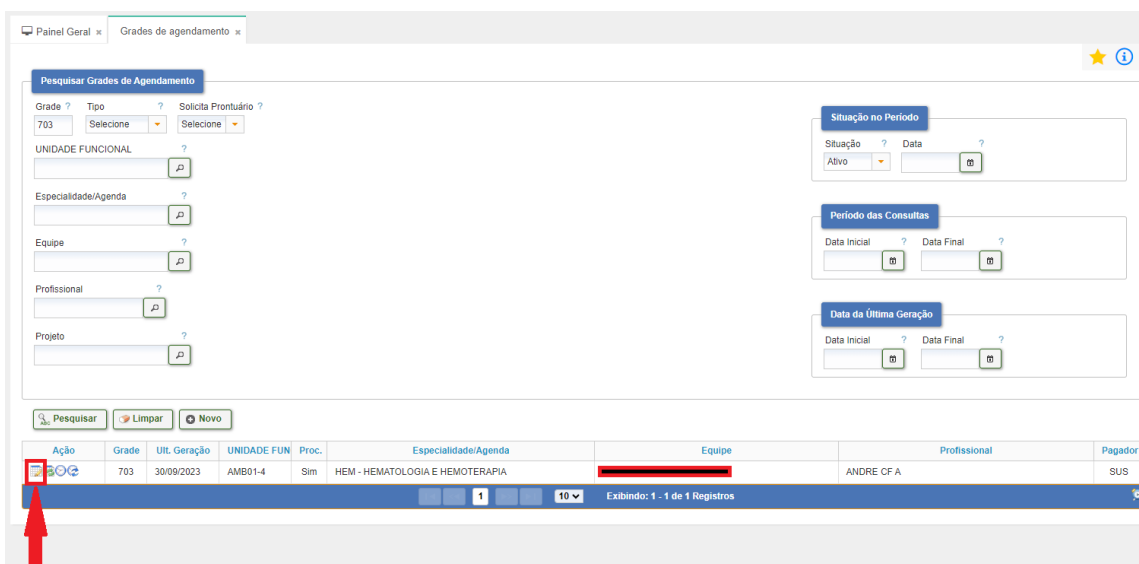 Painel Geral × Grades de agendamento ×
Pesquisar Grades de Agendamento
Grade ? Tipo ? Solicita Prontuário ?
703 Selecione Selecione
UNIDADE FUNCIONAL ?
Especialidade/Agenda ?
Equipe ?
Profissional ?
Projeto ?
Situação no Período
Situação ? Data ?
Ativo
Período das Consultas
Data Inicial ? Data Final ?
Data da Última Geração
Data Inicial ? Data Final ?
Pesquisar Limpar Novo
Ação Grade Ult. Geração UNIDADE FUN Proc. Especialidade/Agenda Equipe Profissional Pagador
703 30/09/2023 AMB01-4 Sim HEM - HEMATOLOGIA E HEMOTERAPIA ANDRE CF A SUS
1 10 Exibindo: 1 - 1 de 1 Registros